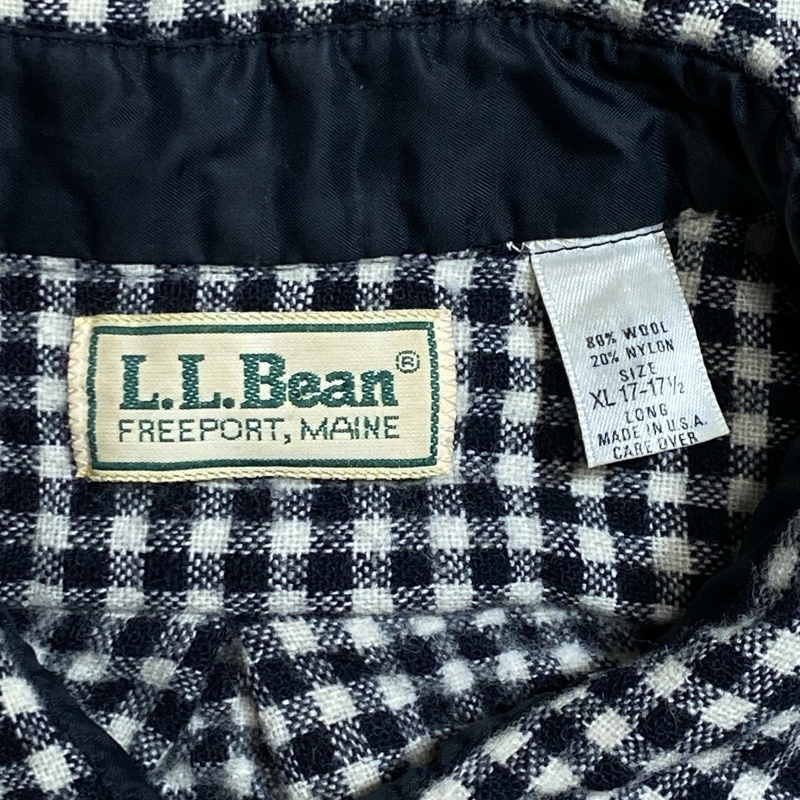 L.L.Bean®
FREEPORT, MAINE
80% WOOL
20% NYLON
SIZE
XL 17-17½
LONG
MADE IN U.S.A.
CARE OVER